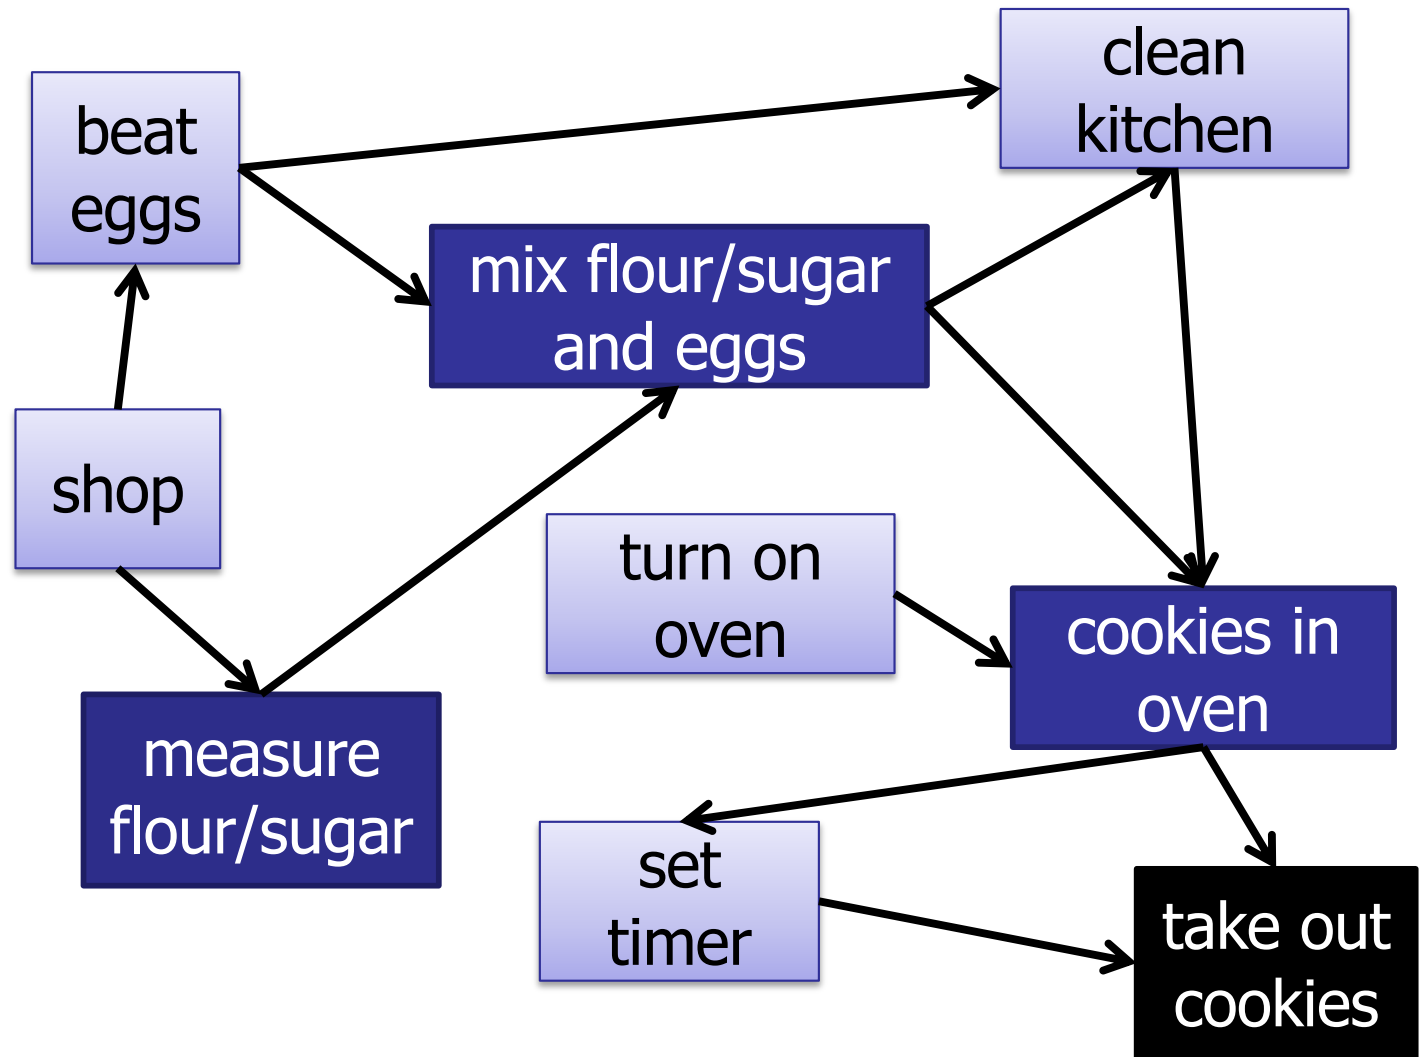 clean
kitchen
beat
eggs
mix flour/sugar
and eggs
shop
turn on
oven
cookies in
oven
measure
flour/sugar
set
timer
take out
cookies